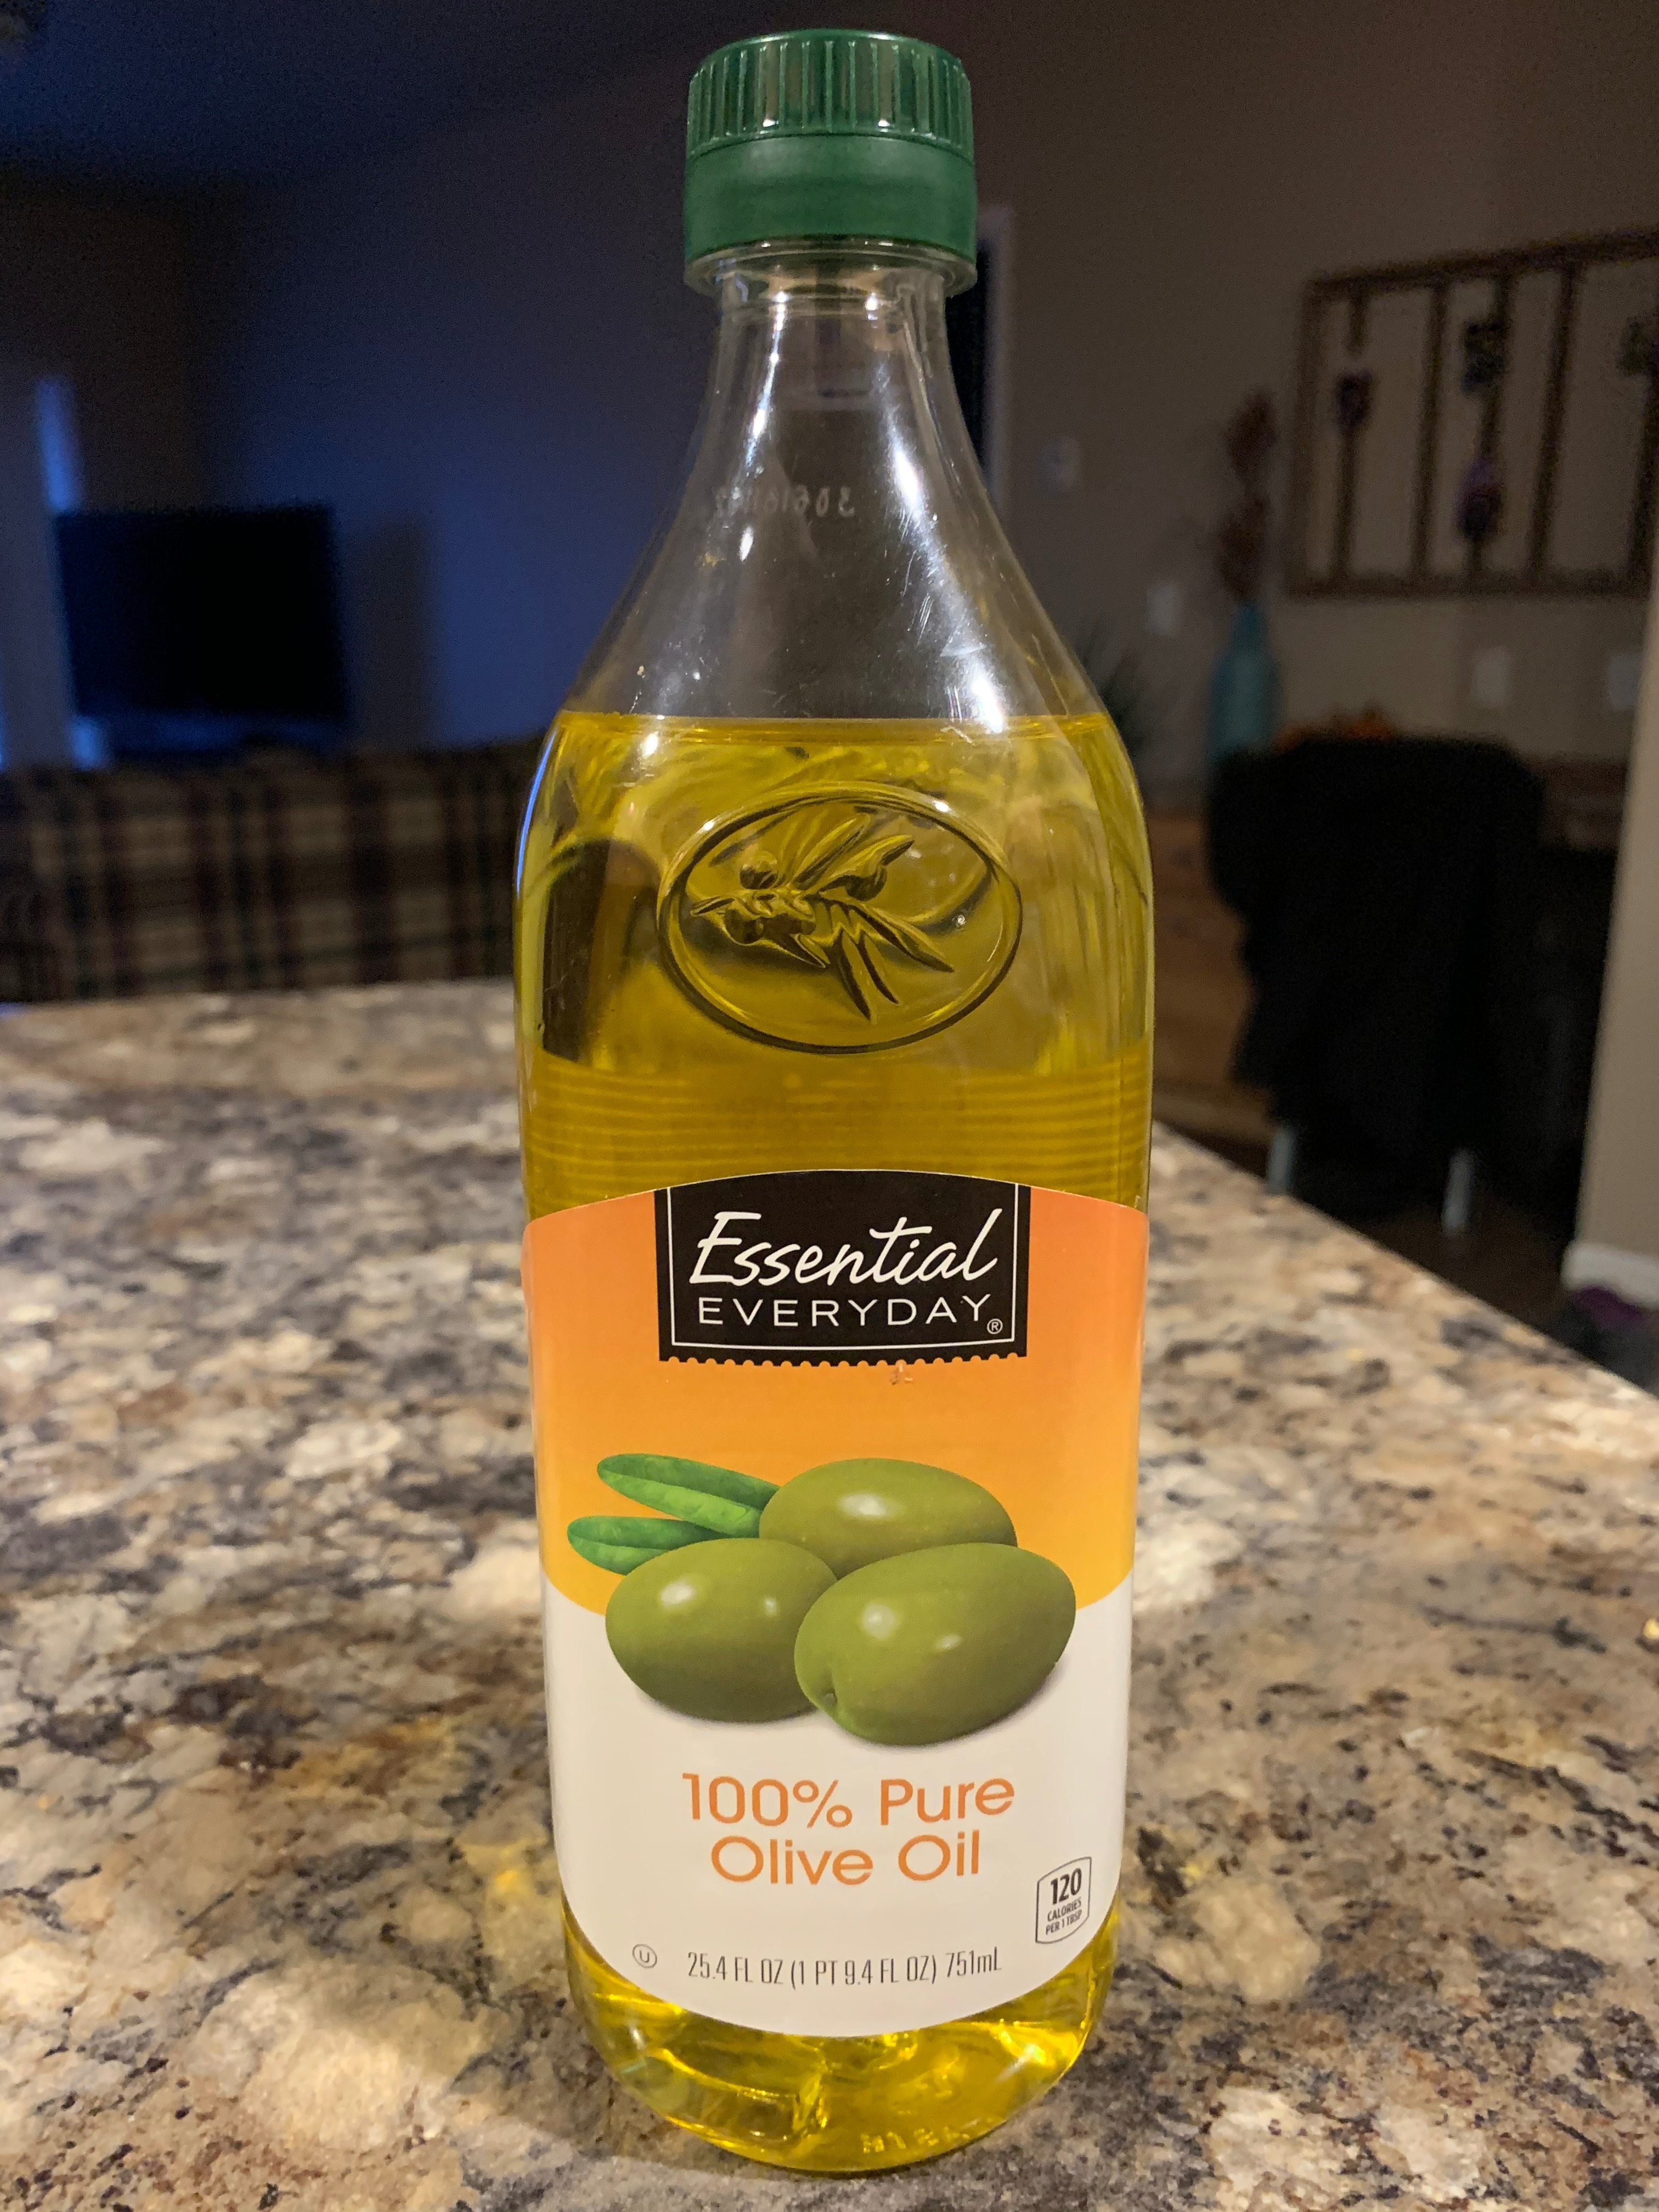 Essential
EVERYDAY®
100% Pure
Olive Oil
120
CALORIES
PER 1 TBSP
U
25.4 FL OZ (1 PT 9.4 FL OZ) 751mL